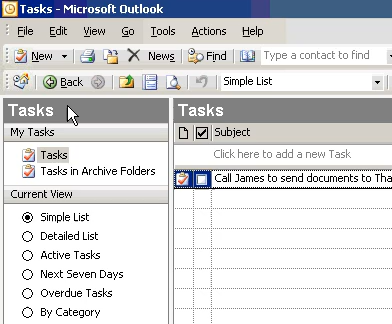 Tasks - Microsoft Outlook
File Edit View Go Tools Actions Help
New News Find Type a contact to find
Back Simple List
Tasks
My Tasks
Tasks
Tasks in Archive Folders
Current View
Simple List
Detailed List
Active Tasks
Next Seven Days
Overdue Tasks
By Category
Tasks
Subject
Click here to add a new Task
Call James to send documents to Tha